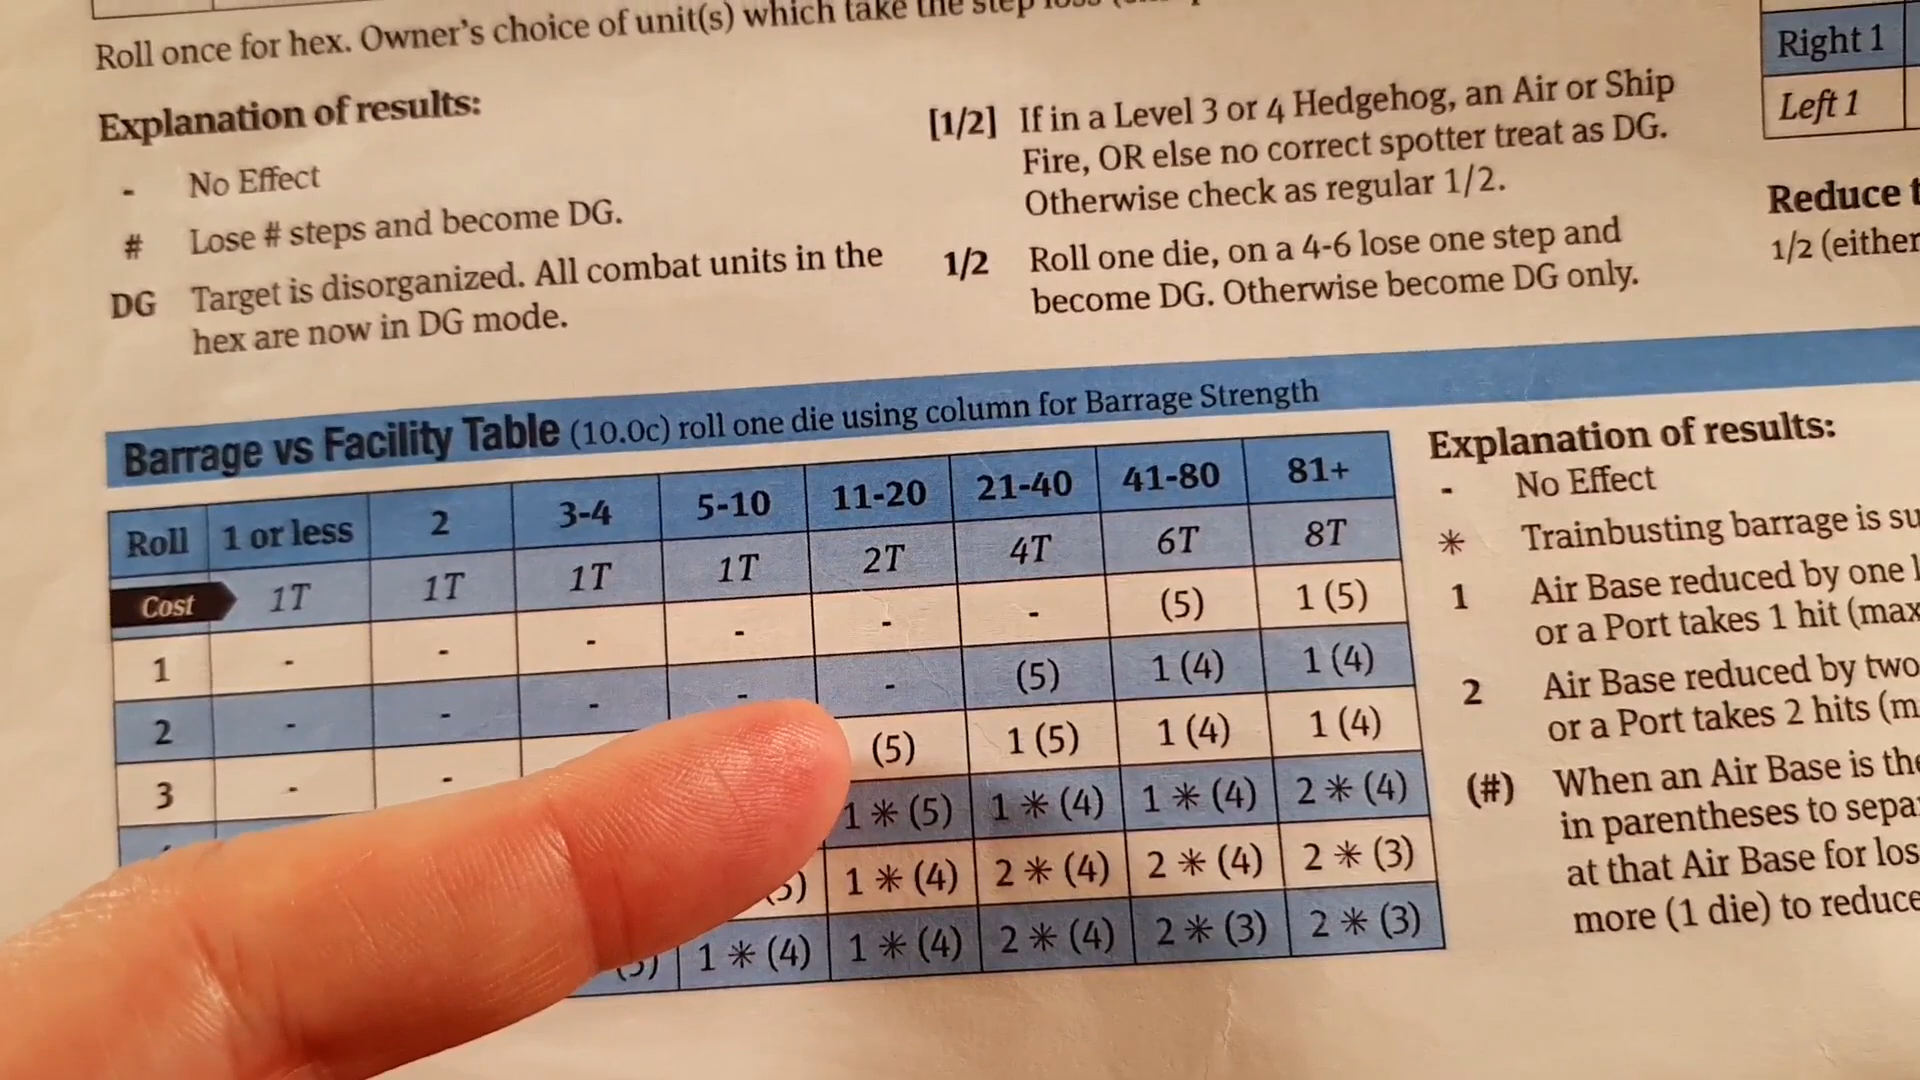 Roll once for hex. Owner's choice of unit(s) which take the step
Explanation of results:
- No Effect
# Lose # steps and become DG.
DG Target is disorganized. All combat units in the
hex are now in DG mode.
[1/2] If in a Level 3 or 4 Hedgehog, an Air or Ship
Fire, OR else no correct spotter treat as DG.
Otherwise check as regular 1/2.
1/2 Roll one die, on a 4-6 lose one step and
become DG. Otherwise become DG only.
Right 1
Left 1
Reduce
1/2 (either
Barrage vs Facility Table (10.0c) roll one die using column for Barrage Strength
Roll 1 or less 2 3-4 5-10 11-20 21-40 41-80 81+
Cost 1T 1T 1T 1T 2T 4T 6T 8T
1 - - - - - - (5) 1 (5)
2 - - - - - (5) 1 (4) 1 (4)
3 - - (5) 1 (5) 1 (4) 1 (4)
1 * (5) 1 * (4) 1 * (4) 2 * (4)
1 * (4) 2 * (4) 2 * (4) 2 * (3)
1 * (4) 1 * (4) 2 * (4) 2 * (3) 2 * (3)
Explanation of results:
- No Effect
* Trainbusting barrage is
1 Air Base reduced by one
or a Port takes 1 hit (max
2 Air Base reduced by two
or a Port takes 2 hits
(#) When an Air Base is
in parentheses to
at that Air Base for
more (1 die) to reduce